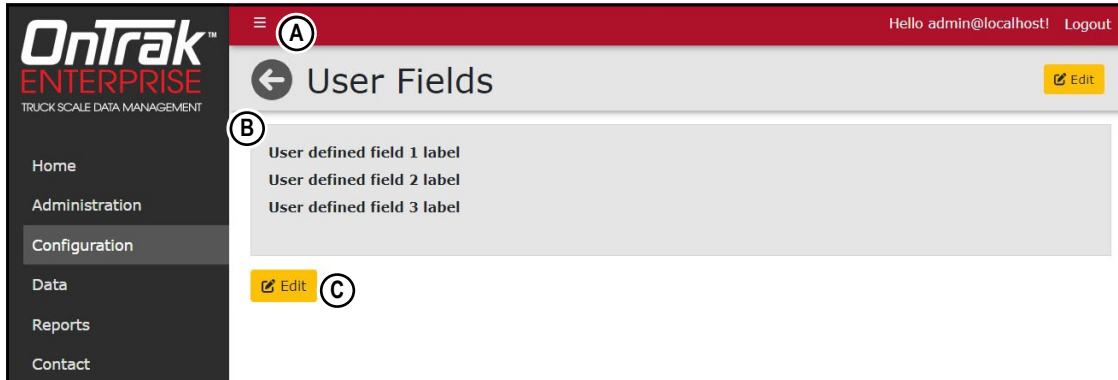 OnTrak™
ENTERPRISE
TRUCK SCALE DATA MANAGEMENT
Home
Administration
Configuration
Data
Reports
Contact
☰ A Hello admin@localhost! Logout
User Fields Edit
B
User defined field 1 label
User defined field 2 label
User defined field 3 label
Edit C